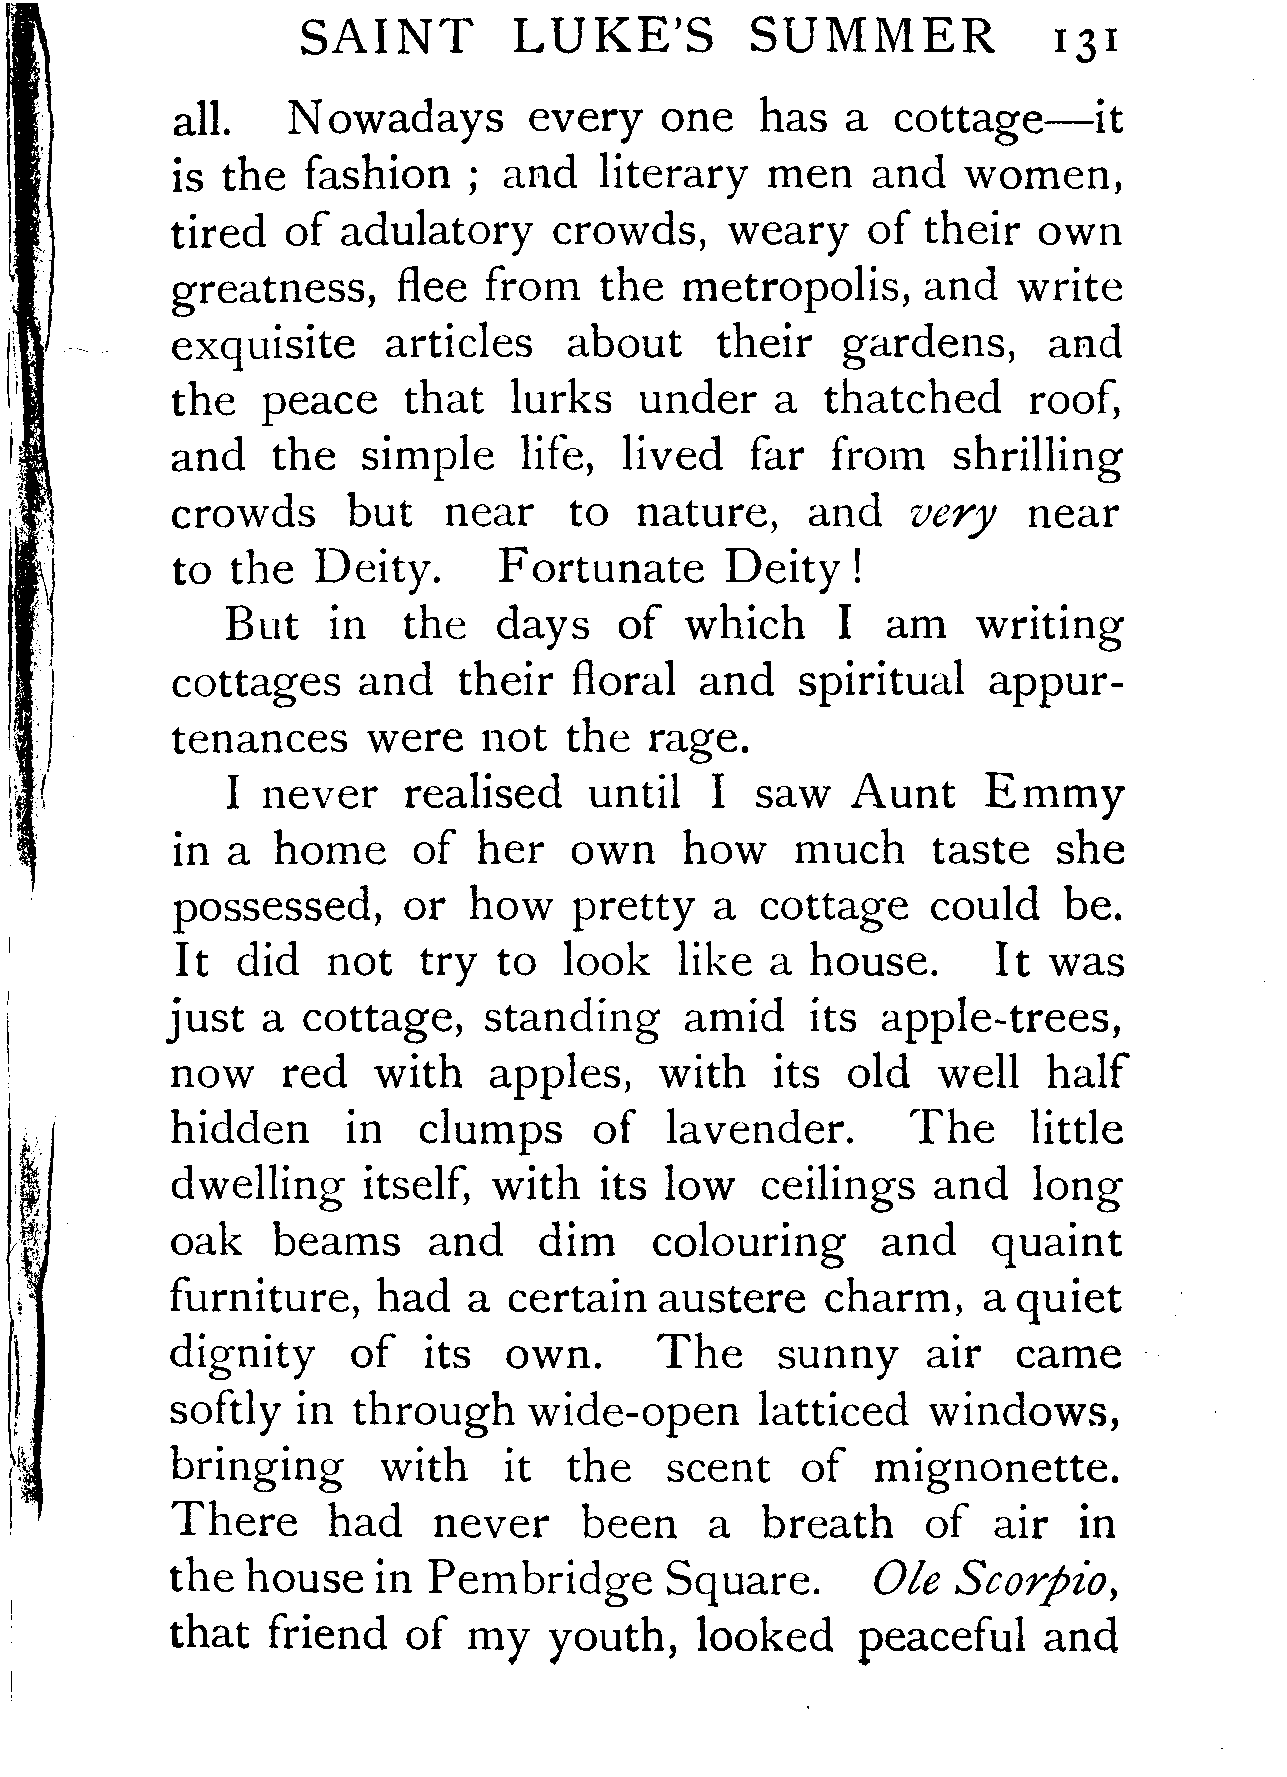 SAINT LUKE'S SUMMER 131
all. Nowadays every one has a cottage—it
is the fashion ; and literary men and women,
tired of adulatory crowds, weary of their own
greatness, flee from the metropolis, and write
exquisite articles about their gardens, and
the peace that lurks under a thatched roof,
and the simple life, lived far from shrilling
crowds but near to nature, and very near
to the Deity. Fortunate Deity !
But in the days of which I am writing
cottages and their floral and spiritual appur-
tenances were not the rage.
I never realised until I saw Aunt Emmy
in a home of her own how much taste she
possessed, or how pretty a cottage could be.
It did not try to look like a house. It was
just a cottage, standing amid its apple-trees,
now red with apples, with its old well half
hidden in clumps of lavender. The little
dwelling itself, with its low ceilings and long
oak beams and dim colouring and quaint
furniture, had a certain austere charm, a quiet
dignity of its own. The sunny air came
softly in through wide-open latticed windows,
bringing with it the scent of mignonette.
There had never been a breath of air in
the house in Pembridge Square. Ole Scorpio,
that friend of my youth, looked peaceful and